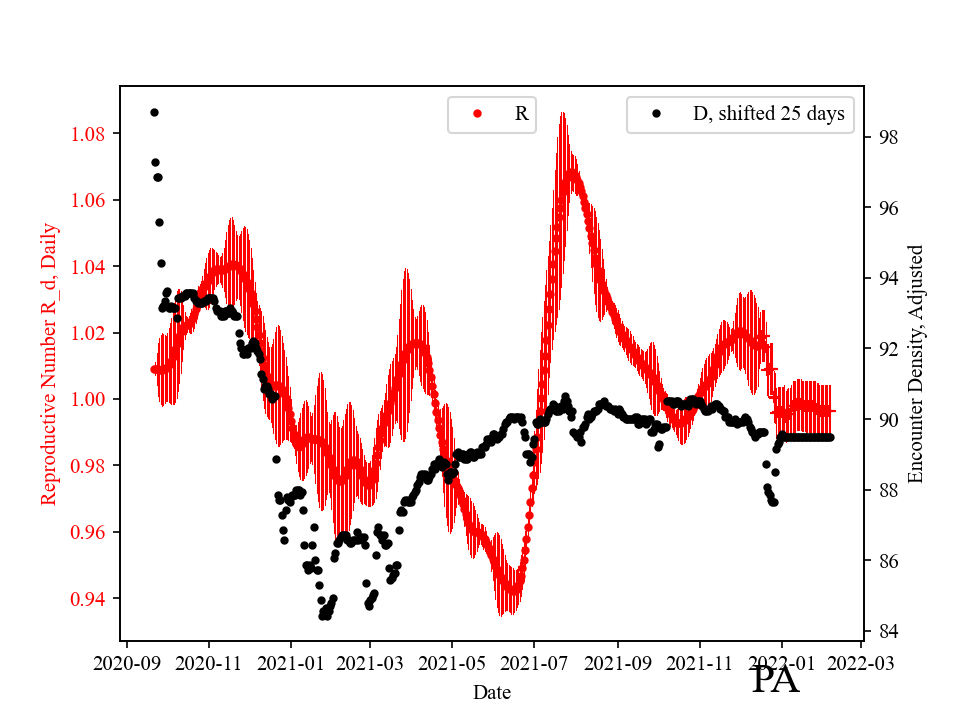 R
D, shifted 25 days
1.08
1.06
1.04
1.02
1.00
0.98
0.96
0.94
Reproductive Number R_d, Daily
98
96
94
92
90
88
86
84
Encounter Density, Adjusted
2020-09 2020-11 2021-01 2021-03 2021-05 2021-07 2021-09 2021-11 2022-01 2022-03
Date
PA